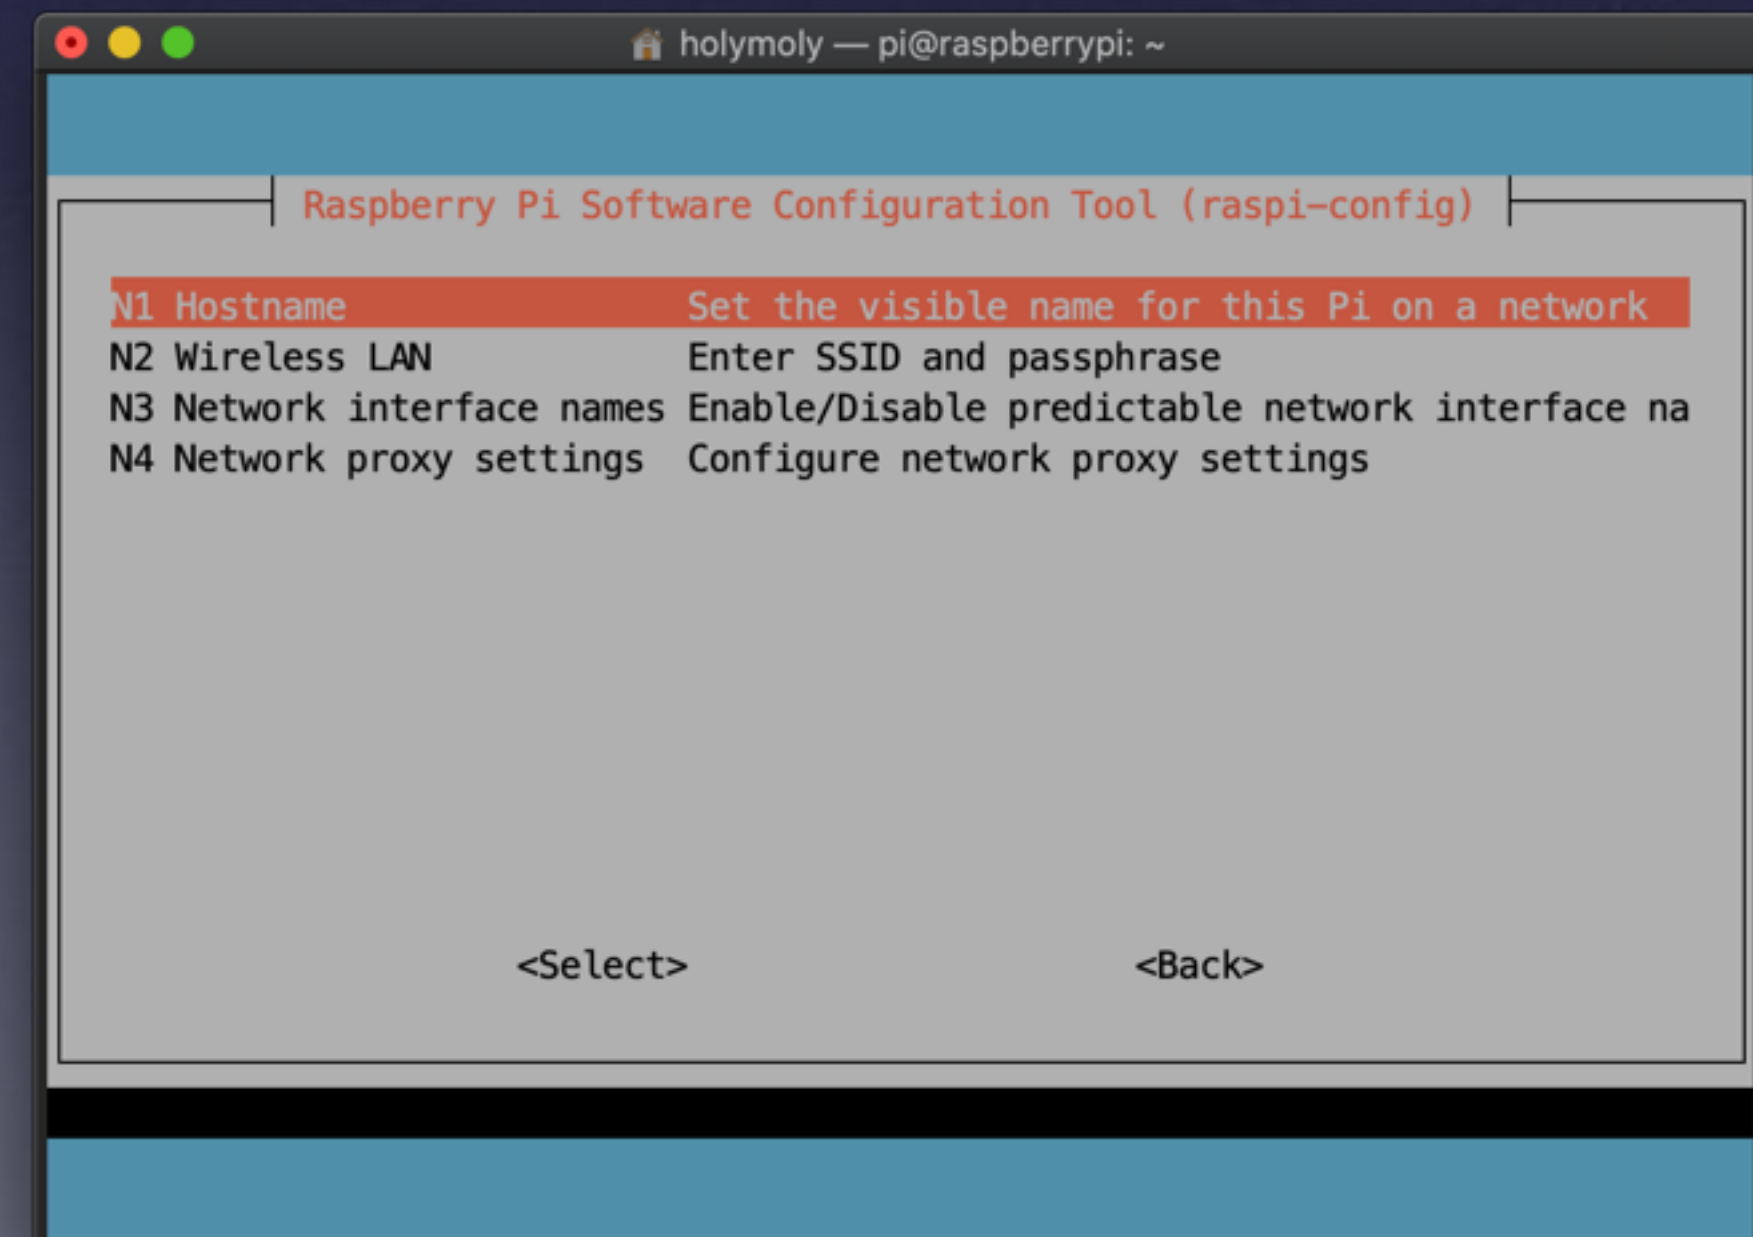 holymoly — pi@raspberrypi: ~
Raspberry Pi Software Configuration Tool (raspi-config)
N1 Hostname Set the visible name for this Pi on a network
N2 Wireless LAN Enter SSID and passphrase
N3 Network interface names Enable/Disable predictable network interface na
N4 Network proxy settings Configure network proxy settings
<Select> <Back>